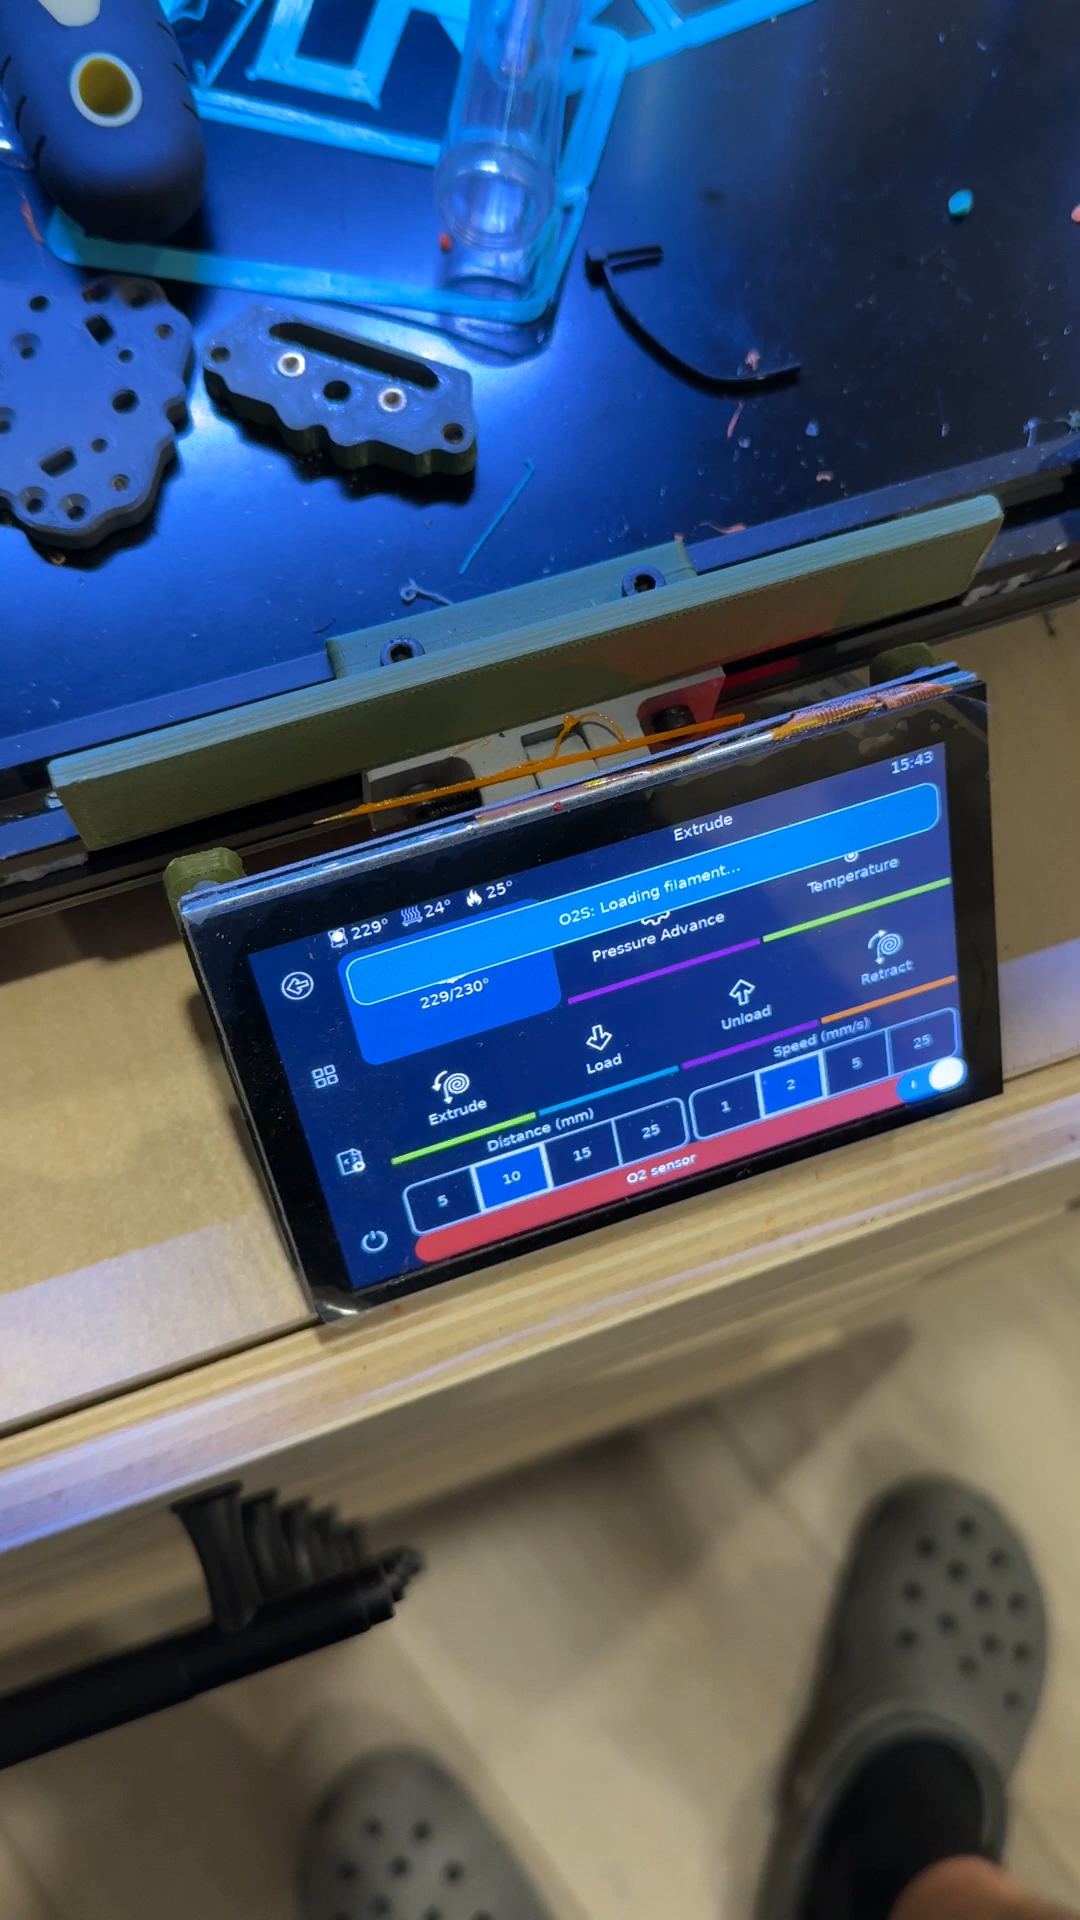 15:43
Extrude
229° 24° 25°
O2S: Loading filament...
229/230°
Pressure Advance
Temperature
Extrude
Load
Unload
Retract
Distance (mm)
5 10 15 25
Speed (mm/s)
1 2 5 25
O2 sensor